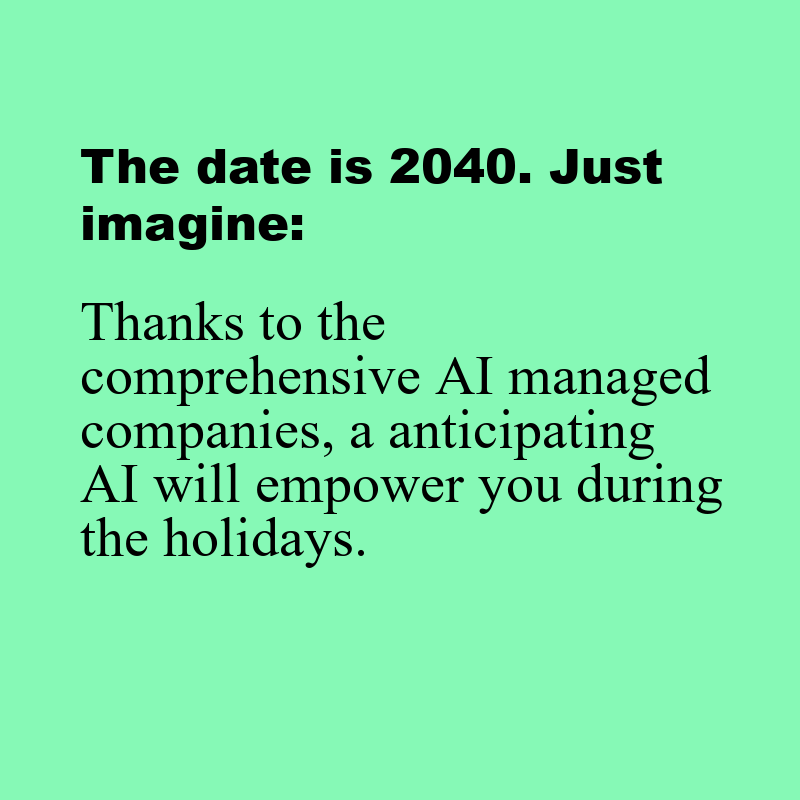 The date is 2040. Just
imagine:
Thanks to the
comprehensive AI managed
companies, a anticipating
AI will empower you during
the holidays.